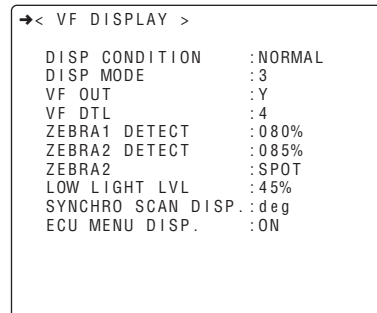 ➔< VF DISPLAY >
DISP CONDITION :NORMAL
DISP MODE :3
VF OUT :Y
VF DTL :4
ZEBRA1 DETECT :080%
ZEBRA2 DETECT :085%
ZEBRA2 :SPOT
LOW LIGHT LVL :45%
SYNCHRO SCAN DISP.:deg
ECU MENU DISP. :ON